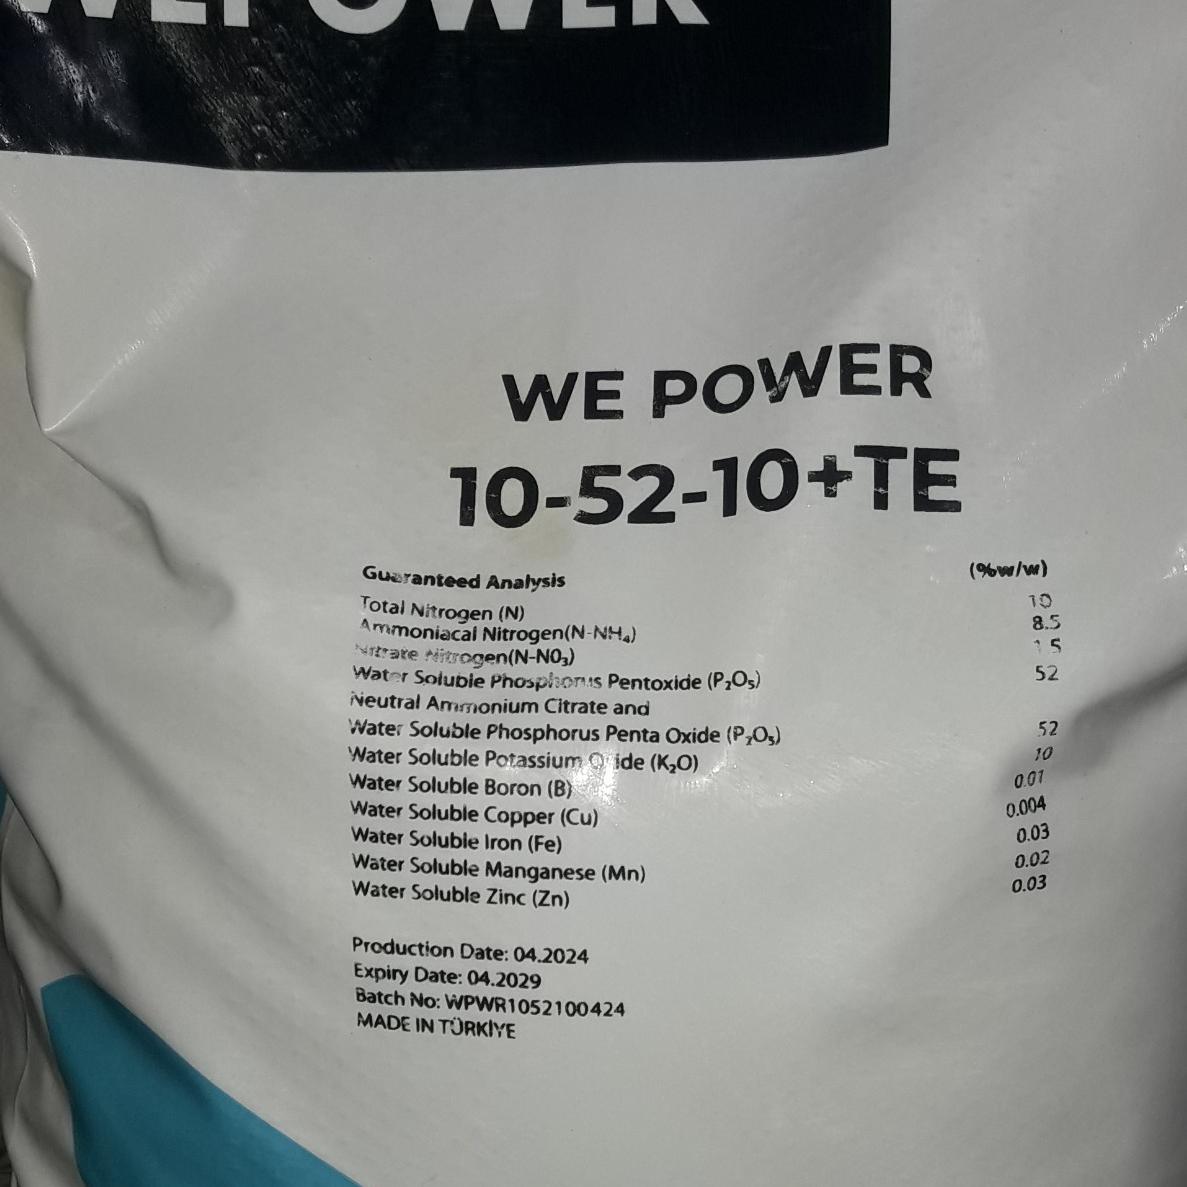 WEPOWER
WE POWER
10-52-10+TE
Guaranteed Analysis (%w/w)
Total Nitrogen (N) 10
Ammoniacal Nitrogen(N-NH₄) 8.5
Nitrate Nitrogen(N-NO₃) 1.5
Water Soluble Phosphorus Pentoxide (P₂O₅) 52
Neutral Ammonium Citrate and
Water Soluble Phosphorus Penta Oxide (P₂O₅) 52
Water Soluble Potassium Oxide (K₂O) 10
Water Soluble Boron (B) 0.01
Water Soluble Copper (Cu) 0.004
Water Soluble Iron (Fe) 0.03
Water Soluble Manganese (Mn) 0.02
Water Soluble Zinc (Zn) 0.03
Production Date: 04.2024
Expiry Date: 04.2029
Batch No: WPWR1052100424
MADE IN TÜRKİYE